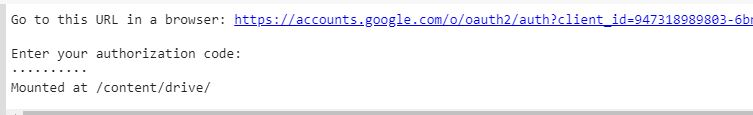 Go to this URL in a browser: https://accounts.google.com/o/oauth2/auth?client_id=947318989803-6bn
Enter your authorization code:
··········
Mounted at /content/drive/